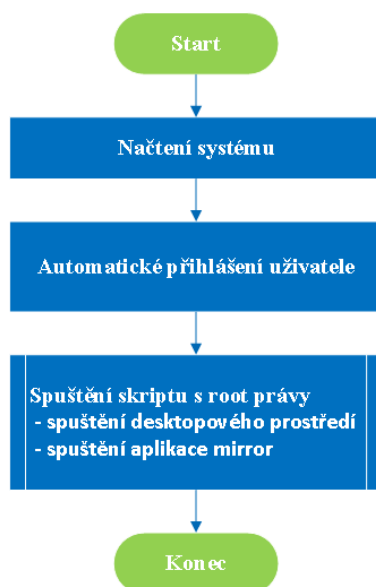 Start
Načtení systému
Automatické přihlášení uživatele
Spuštění skriptu s root právy
- spuštění desktopového prostředí
- spuštění aplikace mirror
Konec